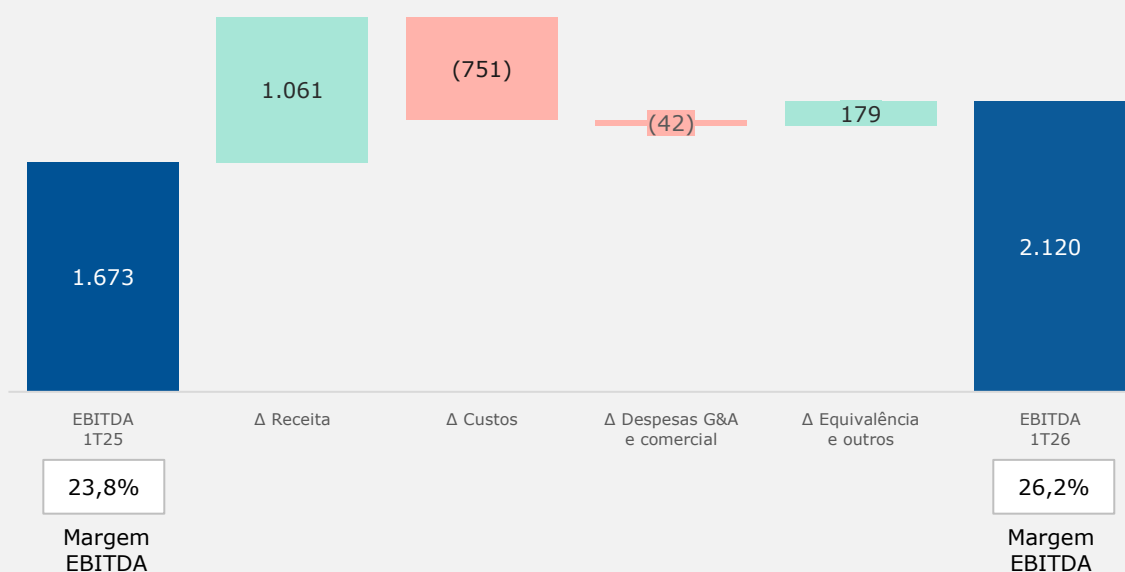 1.673
1.061
(751)
(42)
179
2.120
EBITDA
1T25
Δ Receita
Δ Custos
Δ Despesas G&A
e comercial
Δ Equivalência
e outros
EBITDA
1T26
23,8%
26,2%
Margem
EBITDA
Margem
EBITDA